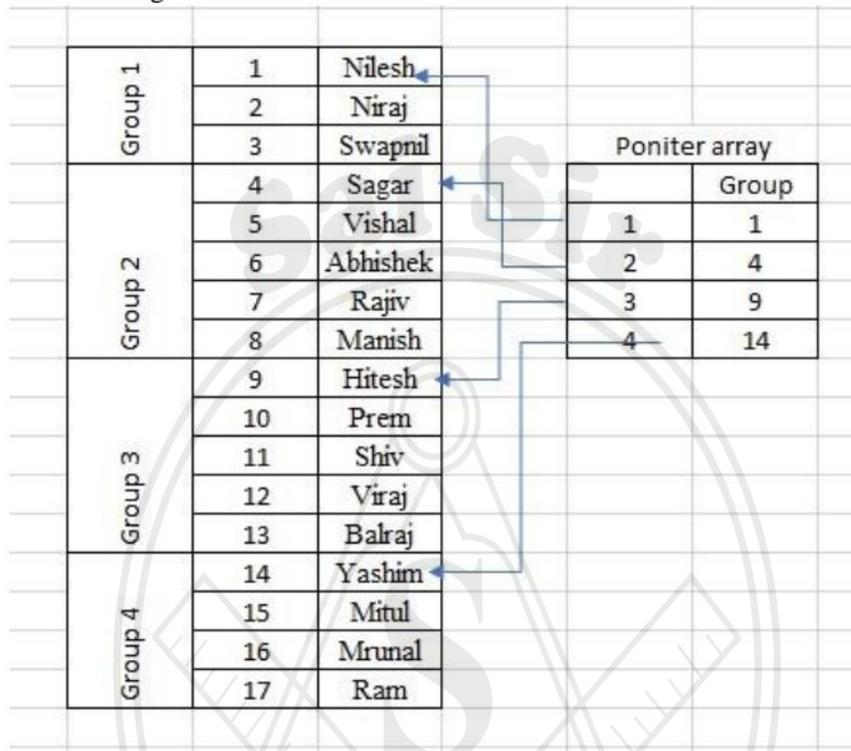 Group 1
1 Nilesh
2 Niraj
3 Swapnil
Group 2
4 Sagar
5 Vishal
6 Abhishek
7 Rajiv
8 Manish
Group 3
9 Hitesh
10 Prem
11 Shiv
12 Viraj
13 Balraj
Group 4
14 Yashim
15 Mitul
16 Mrunal
17 Ram
Poniter array
Group
1 1
2 4
3 9
4 14
Sar Sir
S